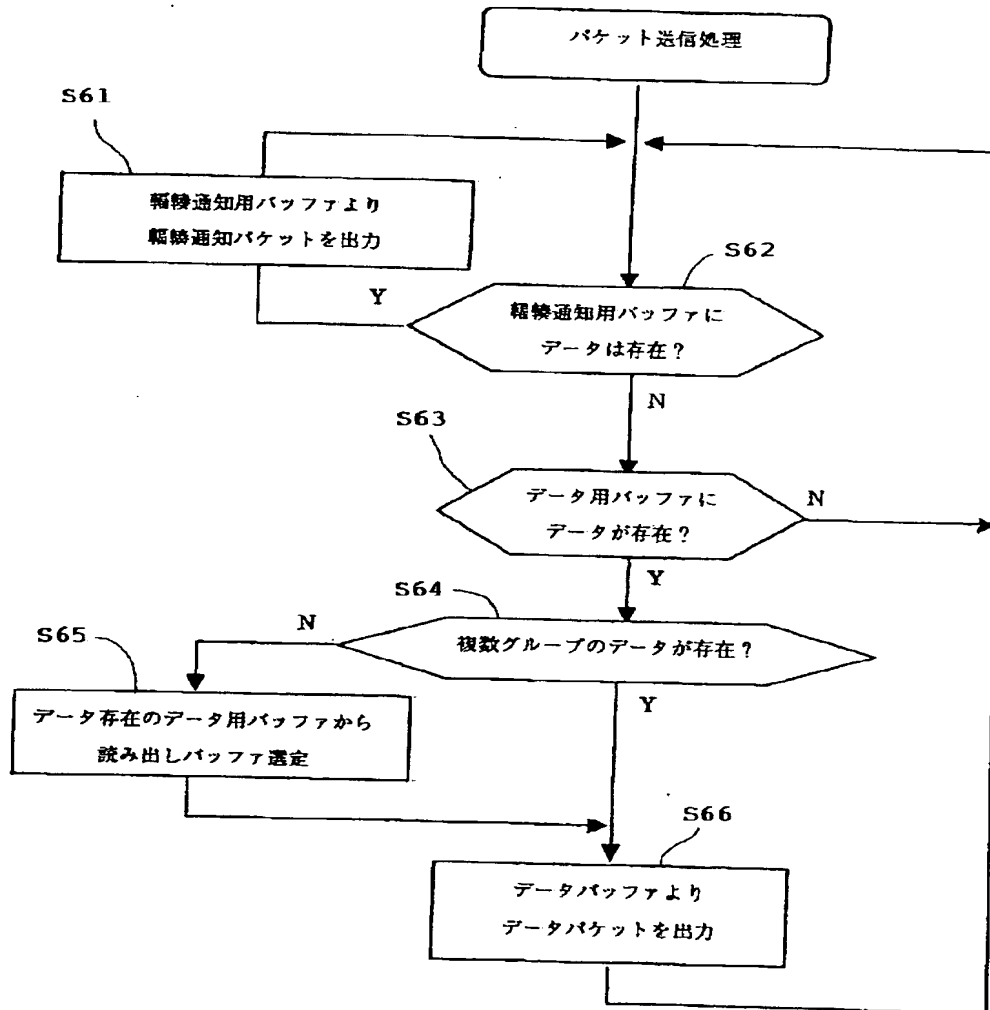 パケット送信処理
S61
輻輳通知用バッファより
輻輳通知パケットを出力
S62
Y
輻輳通知用バッファに
データは存在？
N
S63
データ用バッファに
データが存在？
N
Y
S64
N
S65
複数グループのデータが存在？
Y
データ存在のデータ用バッファから
読み出しバッファ選定
S66
データバッファより
データパケットを出力